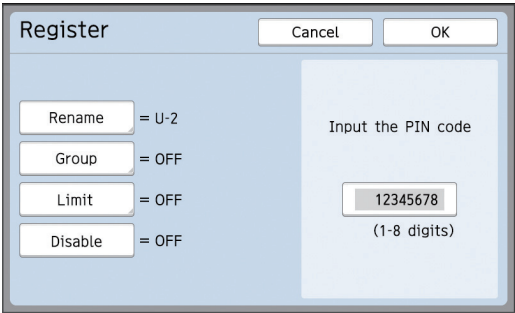 Register
Cancel
OK
Rename = U-2
Group = OFF
Limit = OFF
Disable = OFF
Input the PIN code
12345678
(1-8 digits)